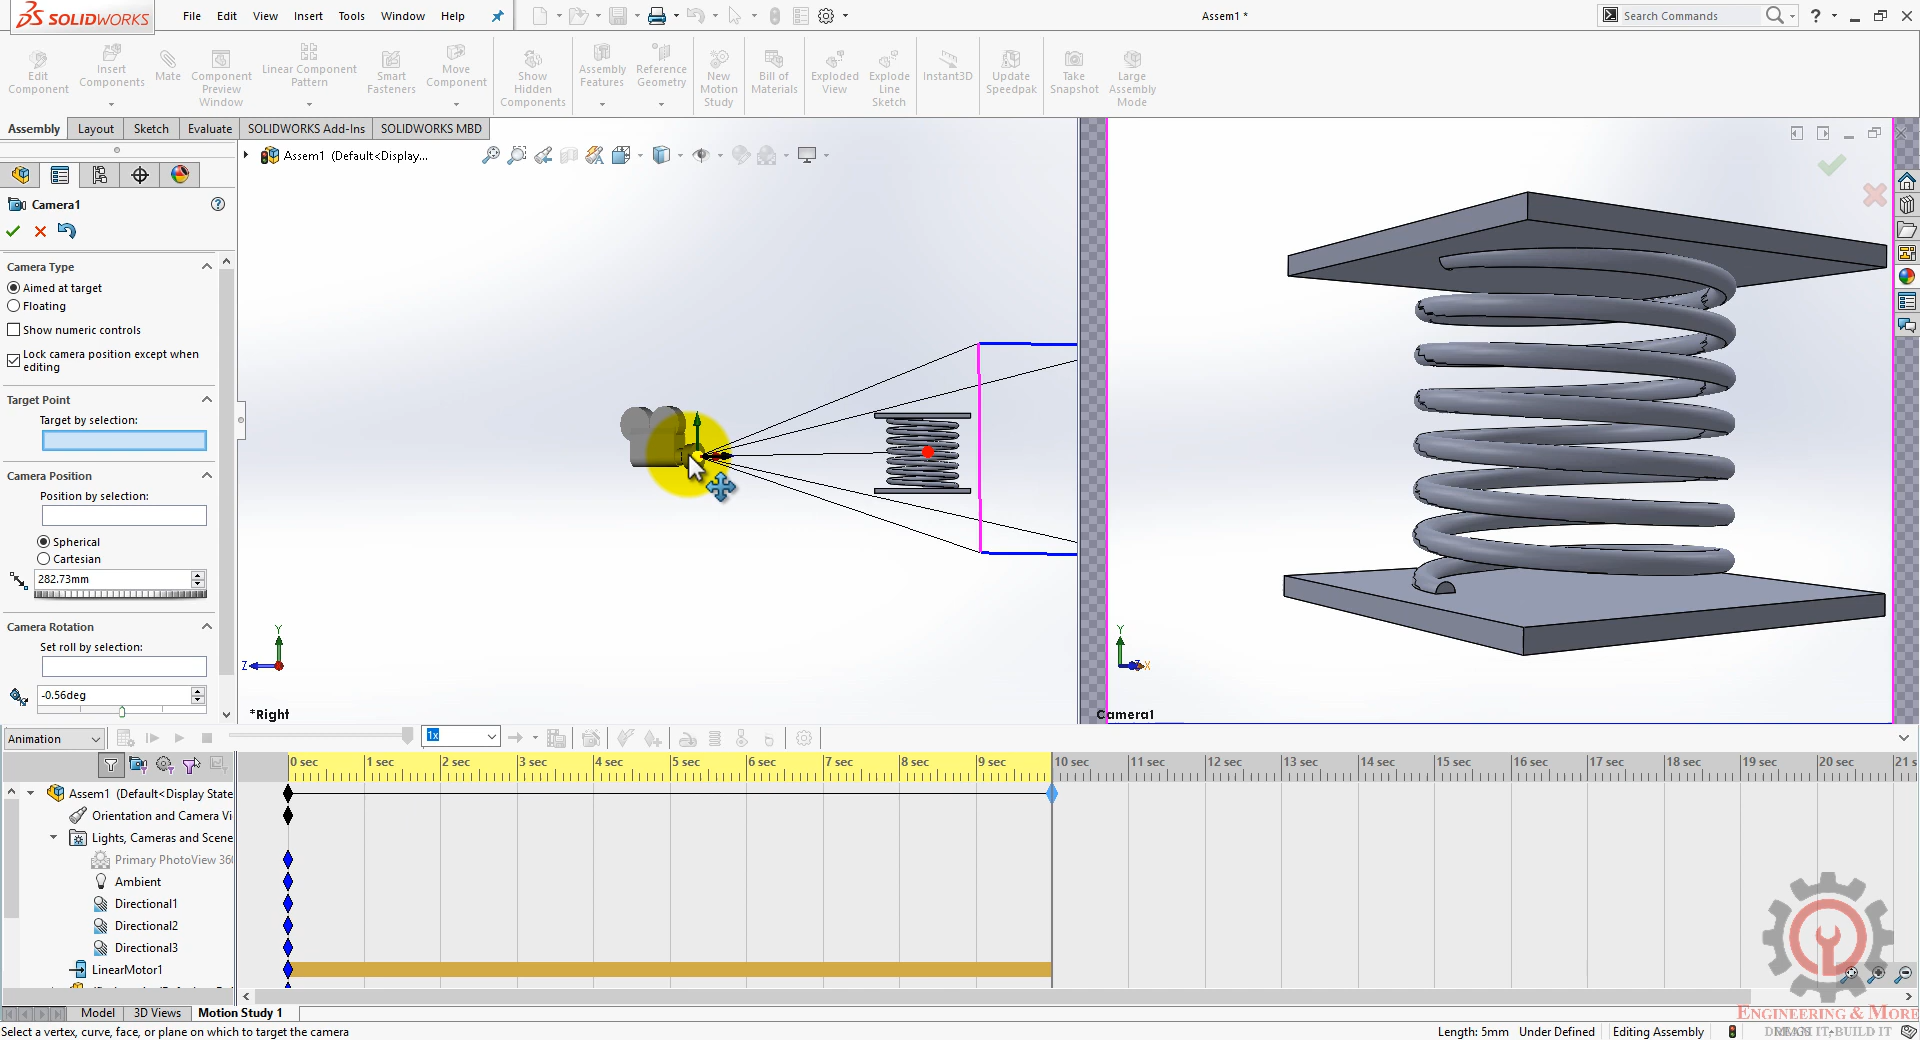 SOLIDWORKS
File Edit View Insert Tools Window Help
Assem1 *
Search Commands
Edit Component
Insert Components
Mate
Component Preview Window
Linear Component Pattern
Smart Fasteners
Move Component
Show Hidden Components
Assembly Features
Reference Geometry
New Motion Study
Bill of Materials
Exploded View
Explode Line Sketch
Instant3D
Update Speedpak
Take Snapshot
Large Assembly Mode
Assembly Layout Sketch Evaluate SOLIDWORKS Add-Ins SOLIDWORKS MBD
Assem1 (Default<Display...
Camera1
Camera Type
Aimed at target
Floating
Show numeric controls
Lock camera position except when
editing
Target Point
Target by selection:
Camera Position
Position by selection:
Spherical
Cartesian
282.73mm
Camera Rotation
Set roll by selection:
-0.56deg
Y
Z
*Right
Y
X
Camera1
Animation
1x
0 sec 1 sec 2 sec 3 sec 4 sec 5 sec 6 sec 7 sec 8 sec 9 sec 10 sec 11 sec 12 sec 13 sec 14 sec 15 sec 16 sec 17 sec 18 sec 19 sec 20 sec 21 s
Assem1 (Default<Display State
Orientation and Camera Vi
Lights, Cameras and Scene
Primary PhotoView 36
Ambient
Directional1
Directional2
Directional3
LinearMotor1
Model 3D Views Motion Study 1
ENGINEERING & MORE
Select a vertex, curve, face, or plane on which to target the camera
Length: 5mm Under Defined Editing Assembly
IT-BUILD IT